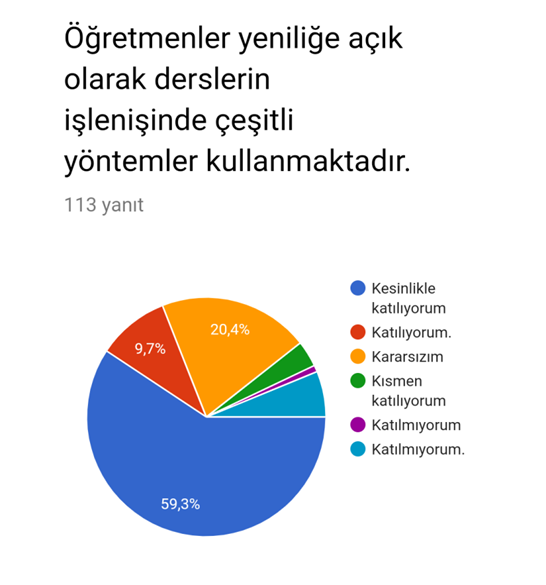 Öğretmenler yeniliğe açık
olarak derslerin
işlenişinde çeşitli
yöntemler kullanmaktadır.
113 yanıt
20,4%
9,7%
59,3%
Kesinlikle
katılıyorum
Katılıyorum.
Kararsızım
Kısmen
katılıyorum
Katılmıyorum
Katılmıyorum.